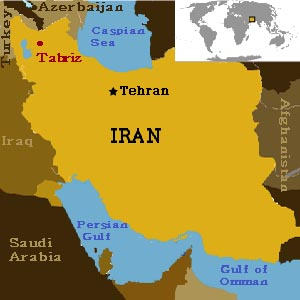 Turkey
Azerbaijan
Caspian
Sea
Tabriz
Tehran
IRAN
Iraq
Afghanistan
Persian
Gulf
Saudi
Arabia
Gulf of
Omman